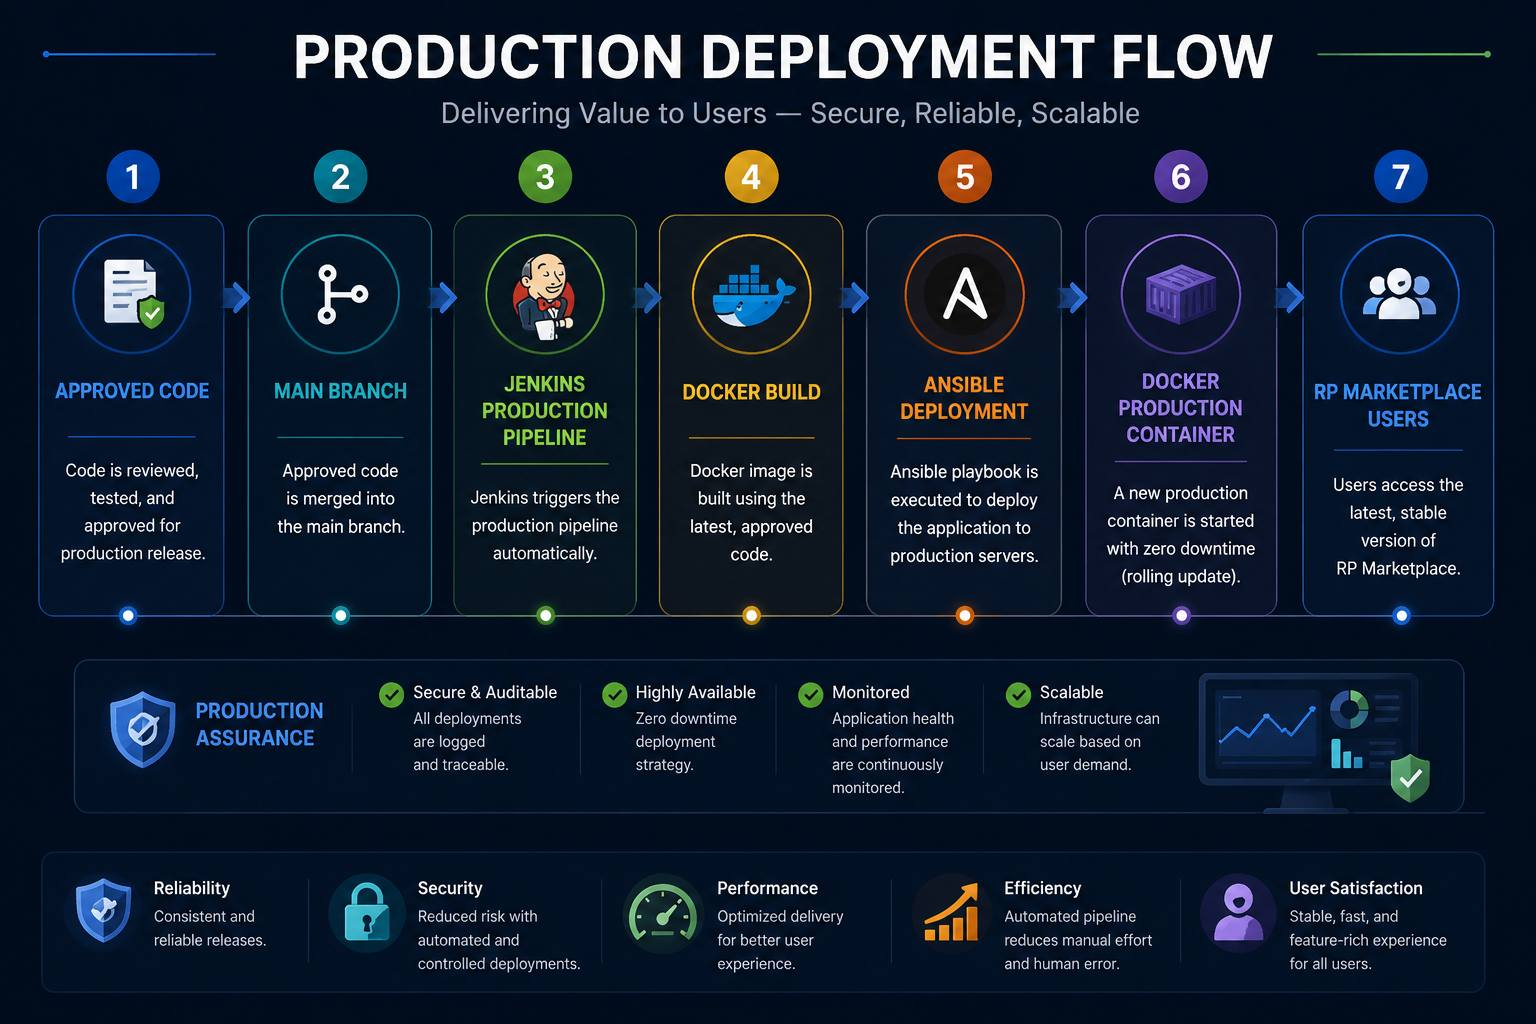 PRODUCTION DEPLOYMENT FLOW
Delivering Value to Users — Secure, Reliable, Scalable
1
2
3
4
5
6
7
APPROVED CODE
Code is reviewed,
tested, and
approved for
production release.
MAIN BRANCH
Approved code
is merged into
the main branch.
JENKINS
PRODUCTION
PIPELINE
Jenkins triggers the
production pipeline
automatically.
DOCKER BUILD
Docker image is
built using the
latest, approved
code.
ANSIBLE
DEPLOYMENT
Ansible playbook is
executed to deploy
the application to
production servers.
DOCKER
PRODUCTION
CONTAINER
A new production
container is started
with zero downtime
(rolling update).
RP MARKETPLACE
USERS
Users access the
latest, stable
version of
RP Marketplace.
PRODUCTION
ASSURANCE
Secure & Auditable
All deployments
are logged
and traceable.
Highly Available
Zero downtime
deployment
strategy.
Monitored
Application health
and performance
are continuously
monitored.
Scalable
Infrastructure can
scale based on
user demand.
Reliability
Consistent and
reliable releases.
Security
Reduced risk with
automated and
controlled deployments.
Performance
Optimized delivery
for better user
experience.
Efficiency
Automated pipeline
reduces manual effort
and human error.
User Satisfaction
Stable, fast, and
feature-rich experience
for all users.